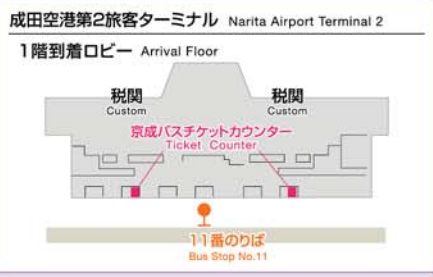 成田空港第2旅客ターミナル Narita Airport Terminal 2
1階到着ロビー Arrival Floor
税関 税関
Custom Custom
京成バスチケットカウンター
Ticket Counter
11番のりば
Bus Stop No.11